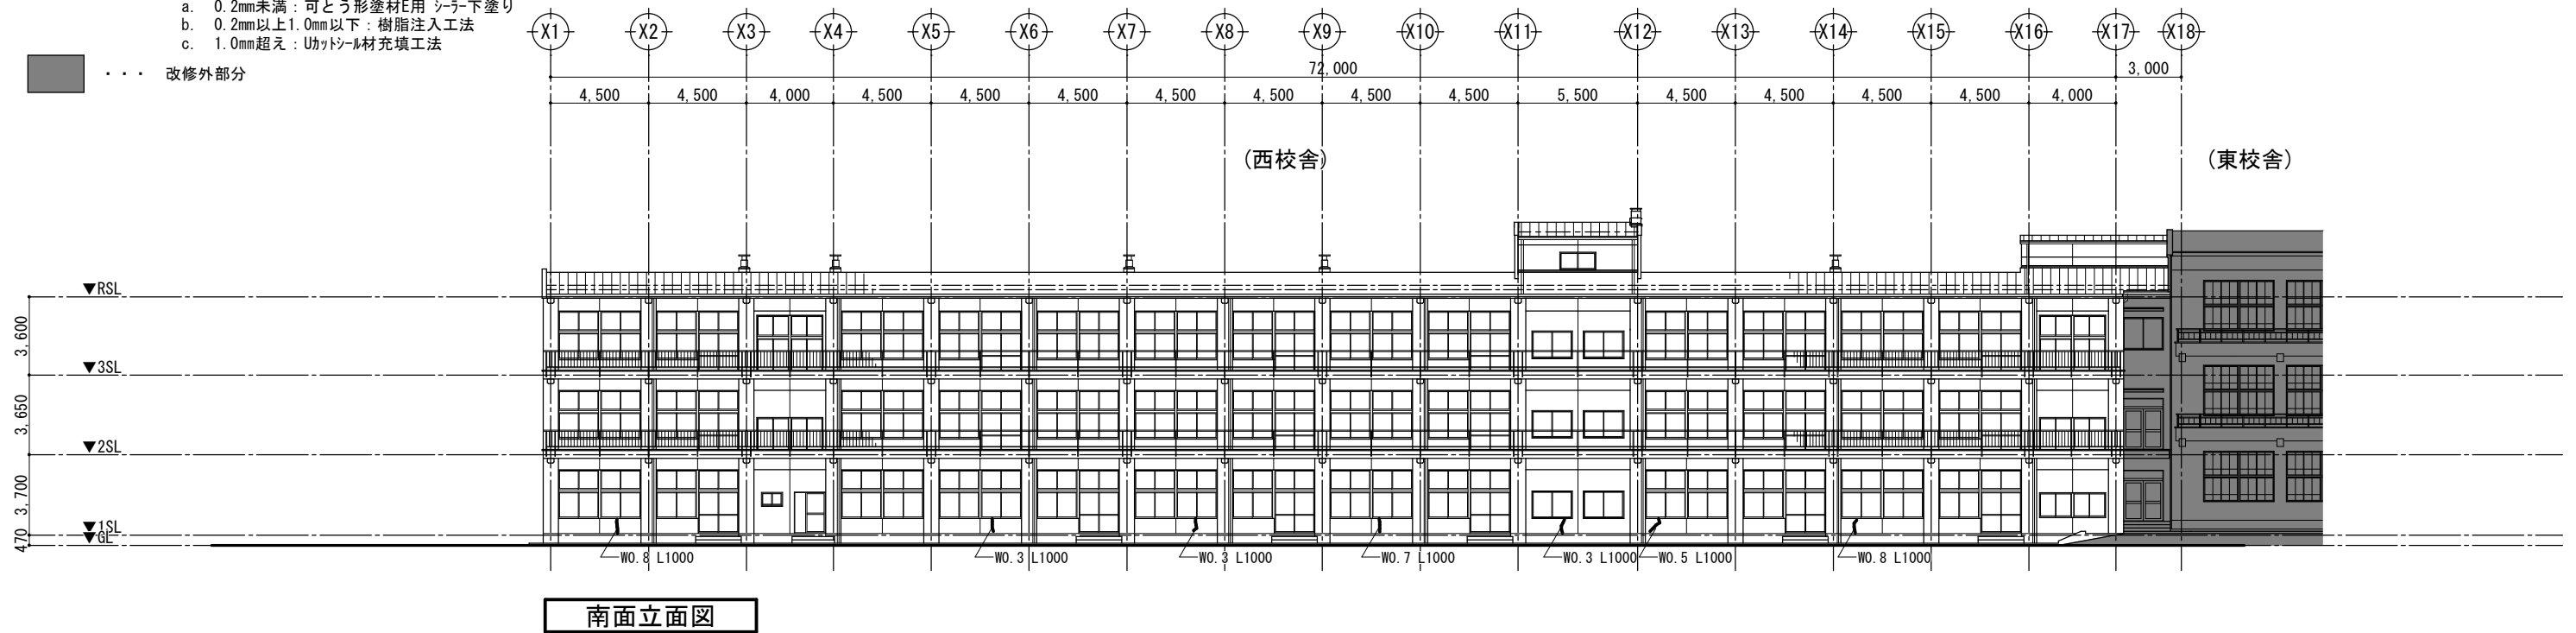 a. 0.2mm未満：可とう形塗材E用 ｼｰﾗｰ下塗り
b. 0.2mm以上1.0mm以下：樹脂注入工法
c. 1.0mm超え：Uｶｯﾄｼｰﾙ材充填工法
・・・ 改修外部分
X1 X2 X3 X4 X5 X6 X7 X8 X9 X10 X11 X12 X13 X14 X15 X16 X17 X18
72,000 3,000
4,500 4,500 4,000 4,500 4,500 4,500 4,500 4,500 4,500 4,500 5,500 4,500 4,500 4,500 4,500 4,000
(西校舎) (東校舎)
▼RSL
3,600
▼3SL
3,650
▼2SL
3,700
▼1SL
▼GL
470
W0.8 L1000 W0.3 L1000 W0.3 L1000 W0.7 L1000 W0.3 L1000 W0.5 L1000 W0.8 L1000
南面立面図